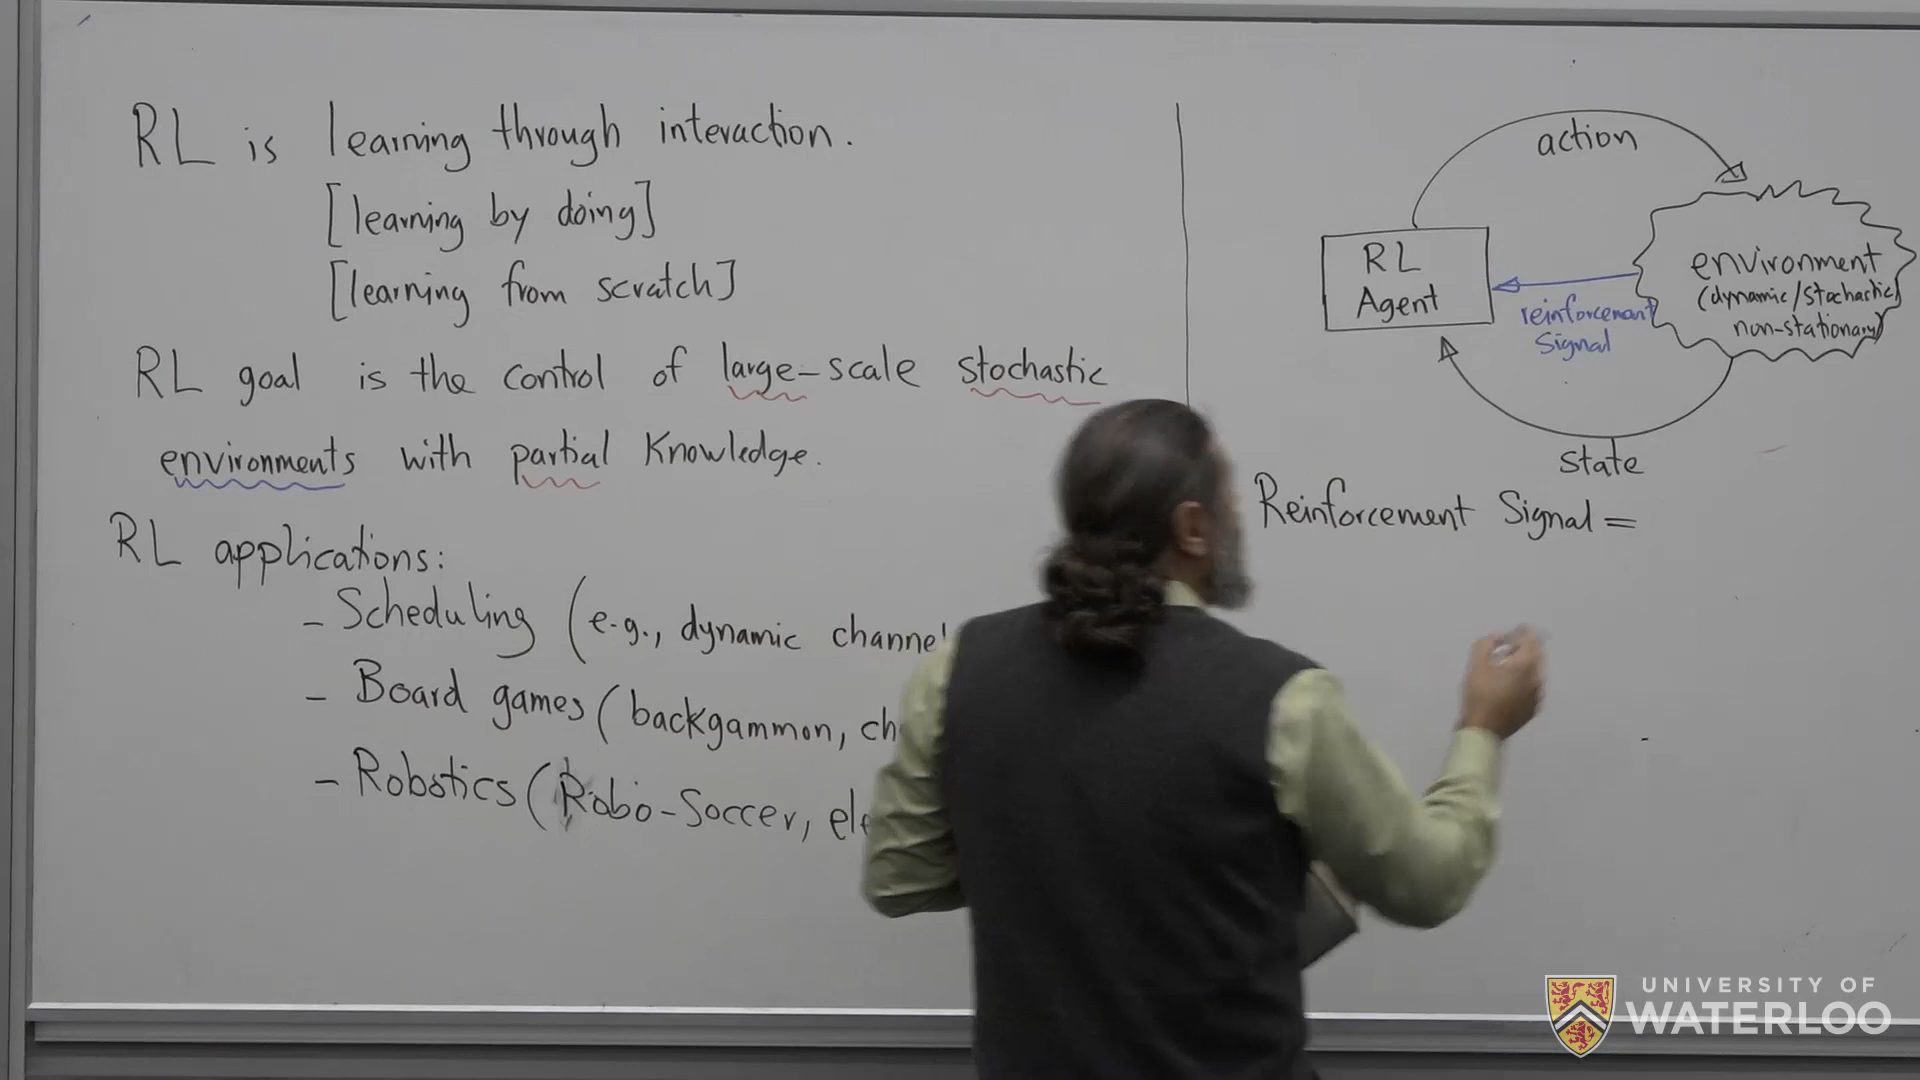 RL is learning through interaction.
[learning by doing]
[learning from scratch]
RL goal is the control of large-scale stochastic
environments with partial Knowledge.
RL applications:
- Scheduling (e.g., dynamic channel
- Board games (backgammon,
- Robotics (Robo-Soccer,
action
RL
Agent
environment
(dynamic/stochastic
non-stationary)
reinforcement
Signal
state
Reinforcement Signal =
UNIVERSITY OF
WATERLOO